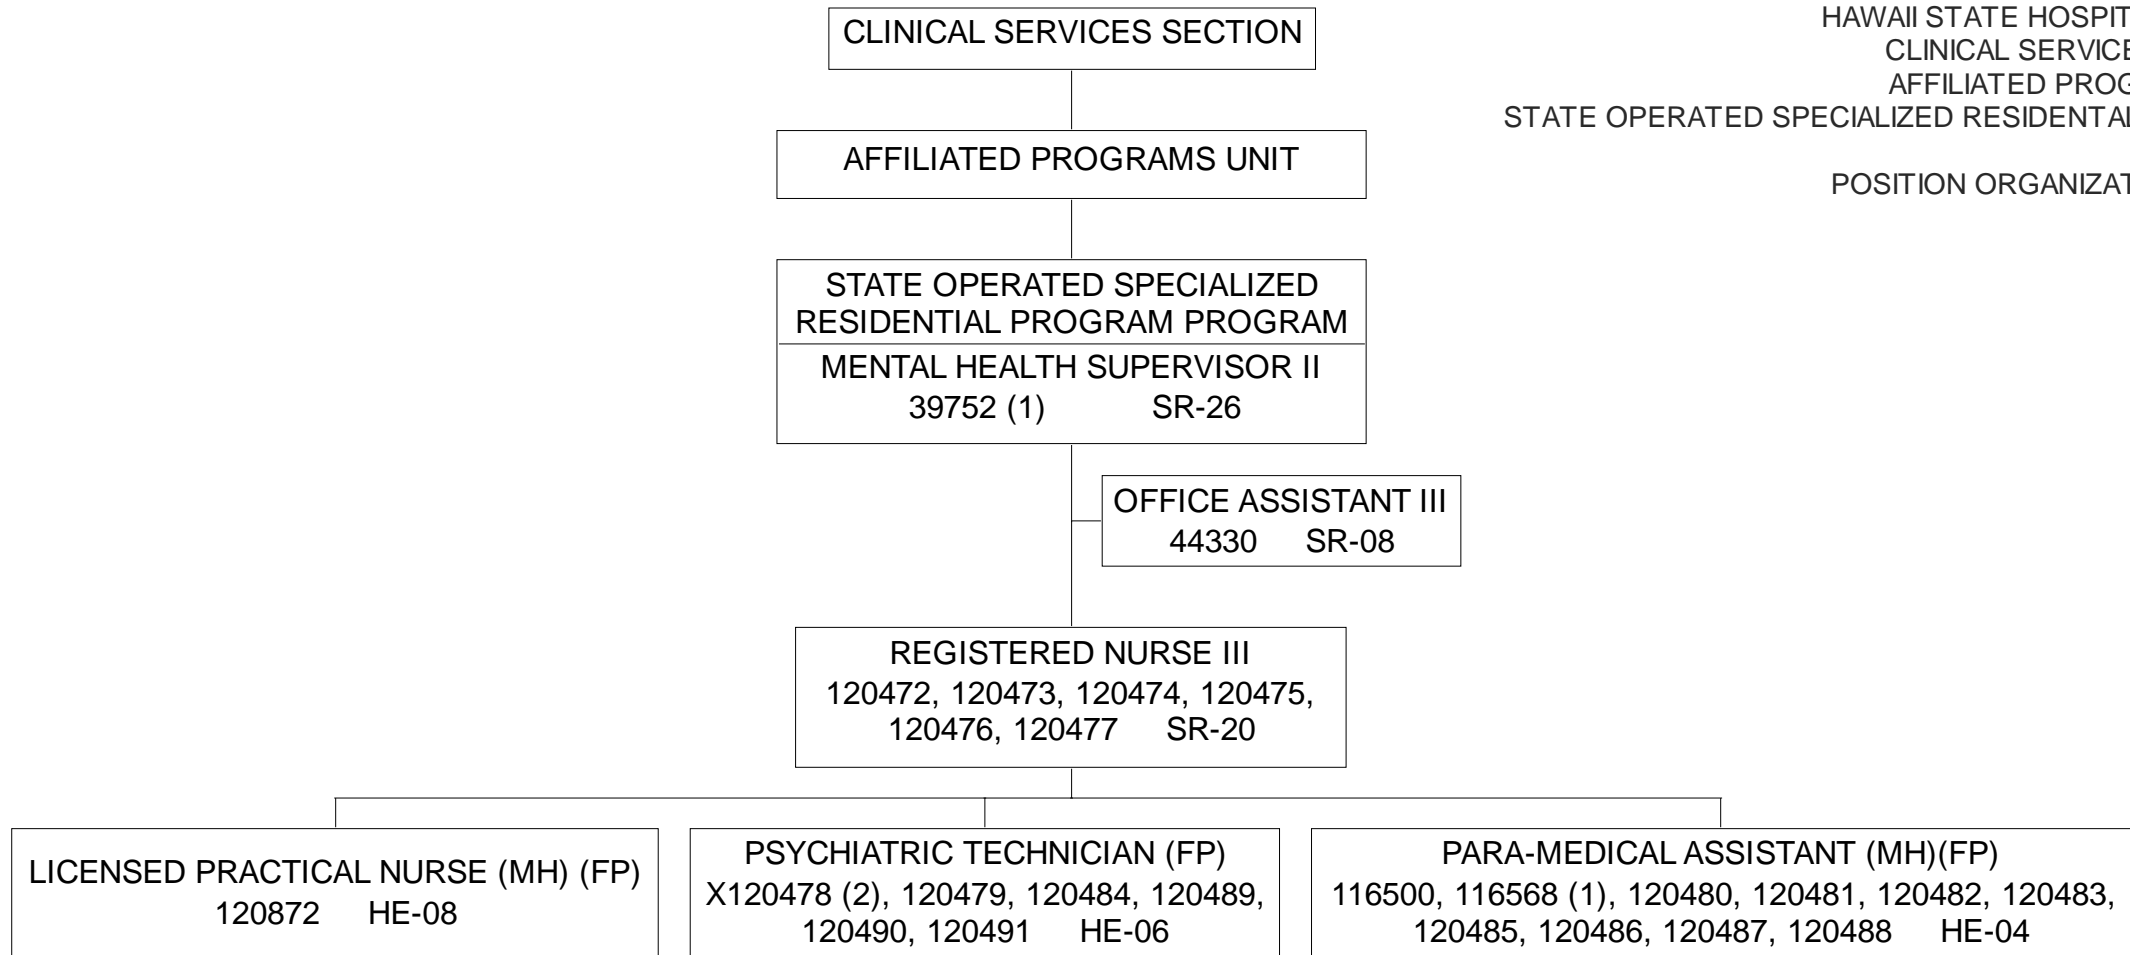 CLINICAL SERVICES SECTION
HAWAII STATE HOSPIT
CLINICAL SERVICE
AFFILIATED PROG
STATE OPERATED SPECIALIZED RESIDENTAL
POSITION ORGANIZAT
AFFILIATED PROGRAMS UNIT
STATE OPERATED SPECIALIZED
RESIDENTIAL PROGRAM PROGRAM
MENTAL HEALTH SUPERVISOR II
39752 (1) SR-26
OFFICE ASSISTANT III
44330 SR-08
REGISTERED NURSE III
120472, 120473, 120474, 120475,
120476, 120477 SR-20
LICENSED PRACTICAL NURSE (MH) (FP)
120872 HE-08
PSYCHIATRIC TECHNICIAN (FP)
X120478 (2), 120479, 120484, 120489,
120490, 120491 HE-06
PARA-MEDICAL ASSISTANT (MH)(FP)
116500, 116568 (1), 120480, 120481, 120482, 120483,
120485, 120486, 120487, 120488 HE-04